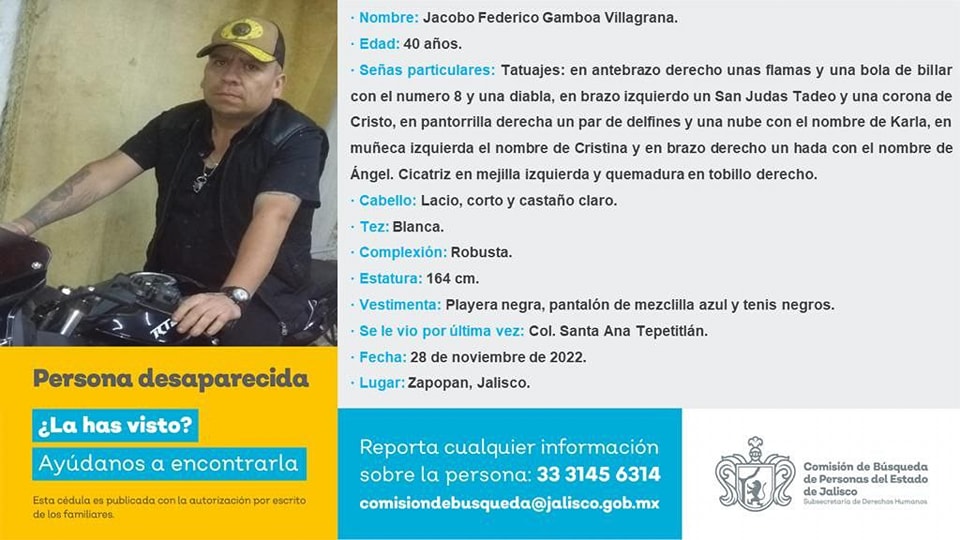 · Nombre: Jacobo Federico Gamboa Villagrana.
· Edad: 40 años.
· Señas particulares: Tatuajes: en antebrazo derecho unas flamas y una bola de billar
con el numero 8 y una diabla, en brazo izquierdo un San Judas Tadeo y una corona de
Cristo, en pantorrilla derecha un par de delfines y una nube con el nombre de Karla, en
muñeca izquierda el nombre de Cristina y en brazo derecho un hada con el nombre de
Ángel. Cicatriz en mejilla izquierda y quemadura en tobillo derecho.
· Cabello: Lacio, corto y castaño claro.
· Tez: Blanca.
· Complexión: Robusta.
· Estatura: 164 cm.
· Vestimenta: Playera negra, pantalón de mezclilla azul y tenis negros.
· Se le vio por última vez: Col. Santa Ana Tepetitlán.
· Fecha: 28 de noviembre de 2022.
· Lugar: Zapopan, Jalisco.
Persona desaparecida
¿La has visto?
Ayúdanos a encontrarla
Esta cédula es publicada con la autorización por escrito
de los familiares.
Reporta cualquier información
sobre la persona: 33 3145 6314
comisiondebusqueda@jalisco.gob.mx
Comisión de Búsqueda
de Personas del Estado
de Jalisco
Subsecretaría de Derechos Humanos